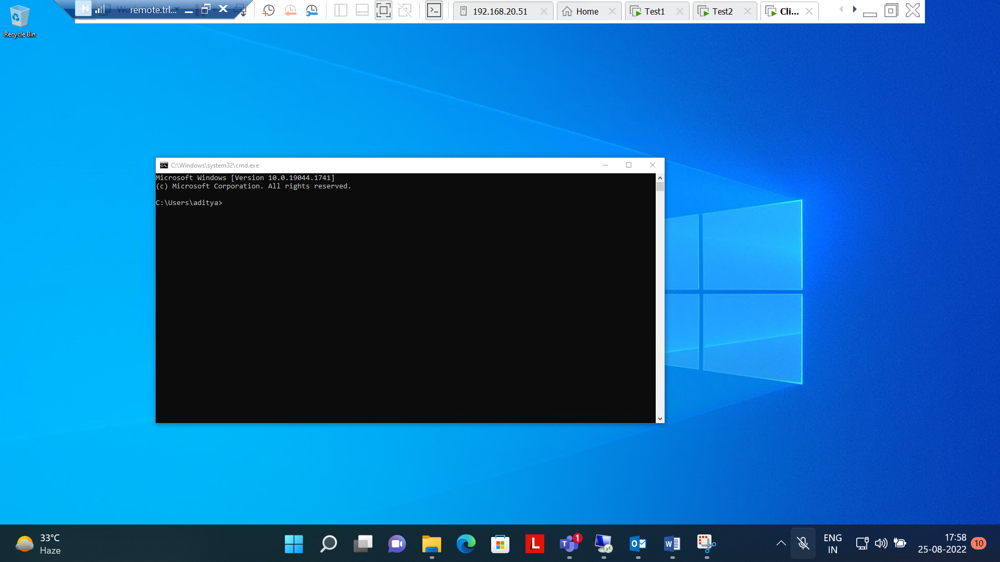 remote.trl...
192.168.20.51
Home
Test1
Test2
Cli...
Recycle Bin
C:\Windows\system32\cmd.exe
Microsoft Windows [Version 10.0.19044.1741]
(c) Microsoft Corporation. All rights reserved.
C:\Users\aditya>
33°C
Haze
L
T
1
O
W
ENG
IN
17:58
25-08-2022
10